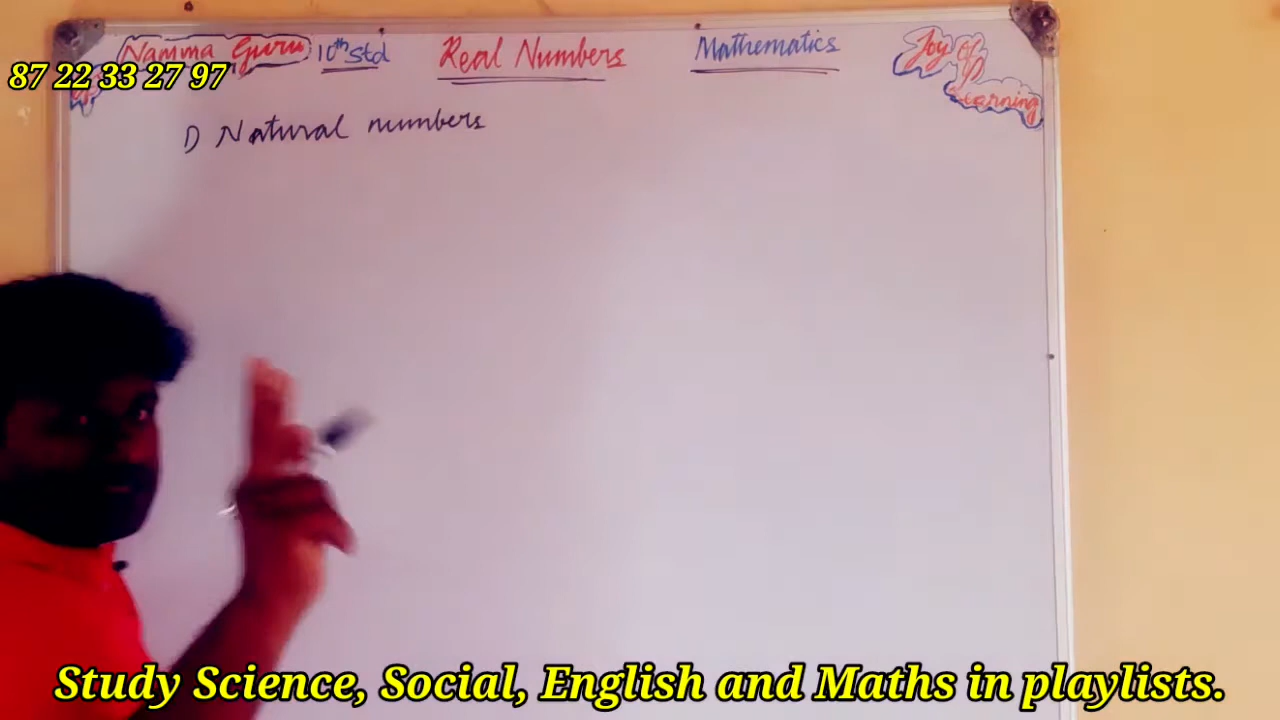 Namma Guru 10th Std Real Numbers Mathematics Joy Of Learning
87 22 33 27 97
1) Natural numbers
Study Science, Social, English and Maths in playlists.